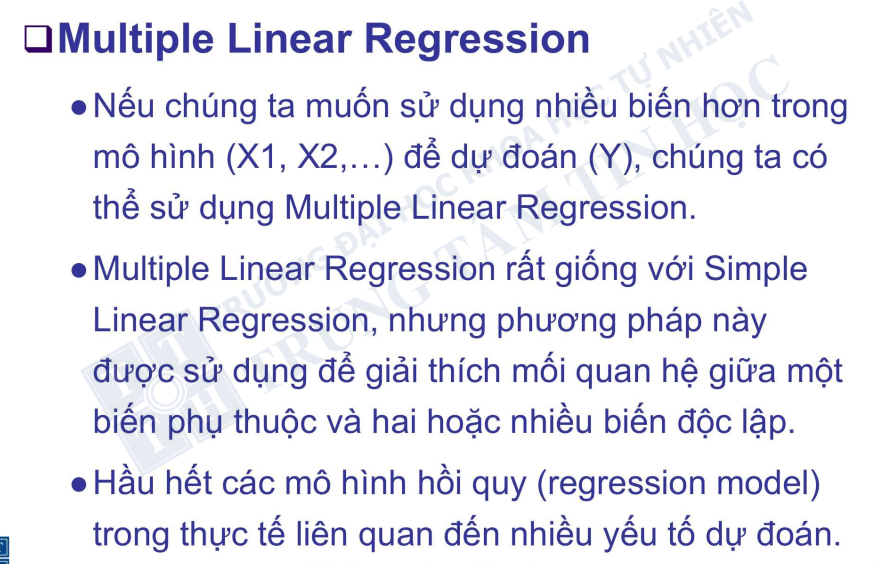 ❑Multiple Linear Regression
●Nếu chúng ta muốn sử dụng nhiều biến hơn trong
mô hình (X1, X2,…) để dự đoán (Y), chúng ta có
thể sử dụng Multiple Linear Regression.
●Multiple Linear Regression rất giống với Simple
Linear Regression, nhưng phương pháp này
được sử dụng để giải thích mối quan hệ giữa một
biến phụ thuộc và hai hoặc nhiều biến độc lập.
●Hầu hết các mô hình hồi quy (regression model)
trong thực tế liên quan đến nhiều yếu tố dự đoán.
TRƯỜNG ĐẠI HỌC KHOA HỌC TỰ NHIÊN
TRUNG TÂM TIN HỌC